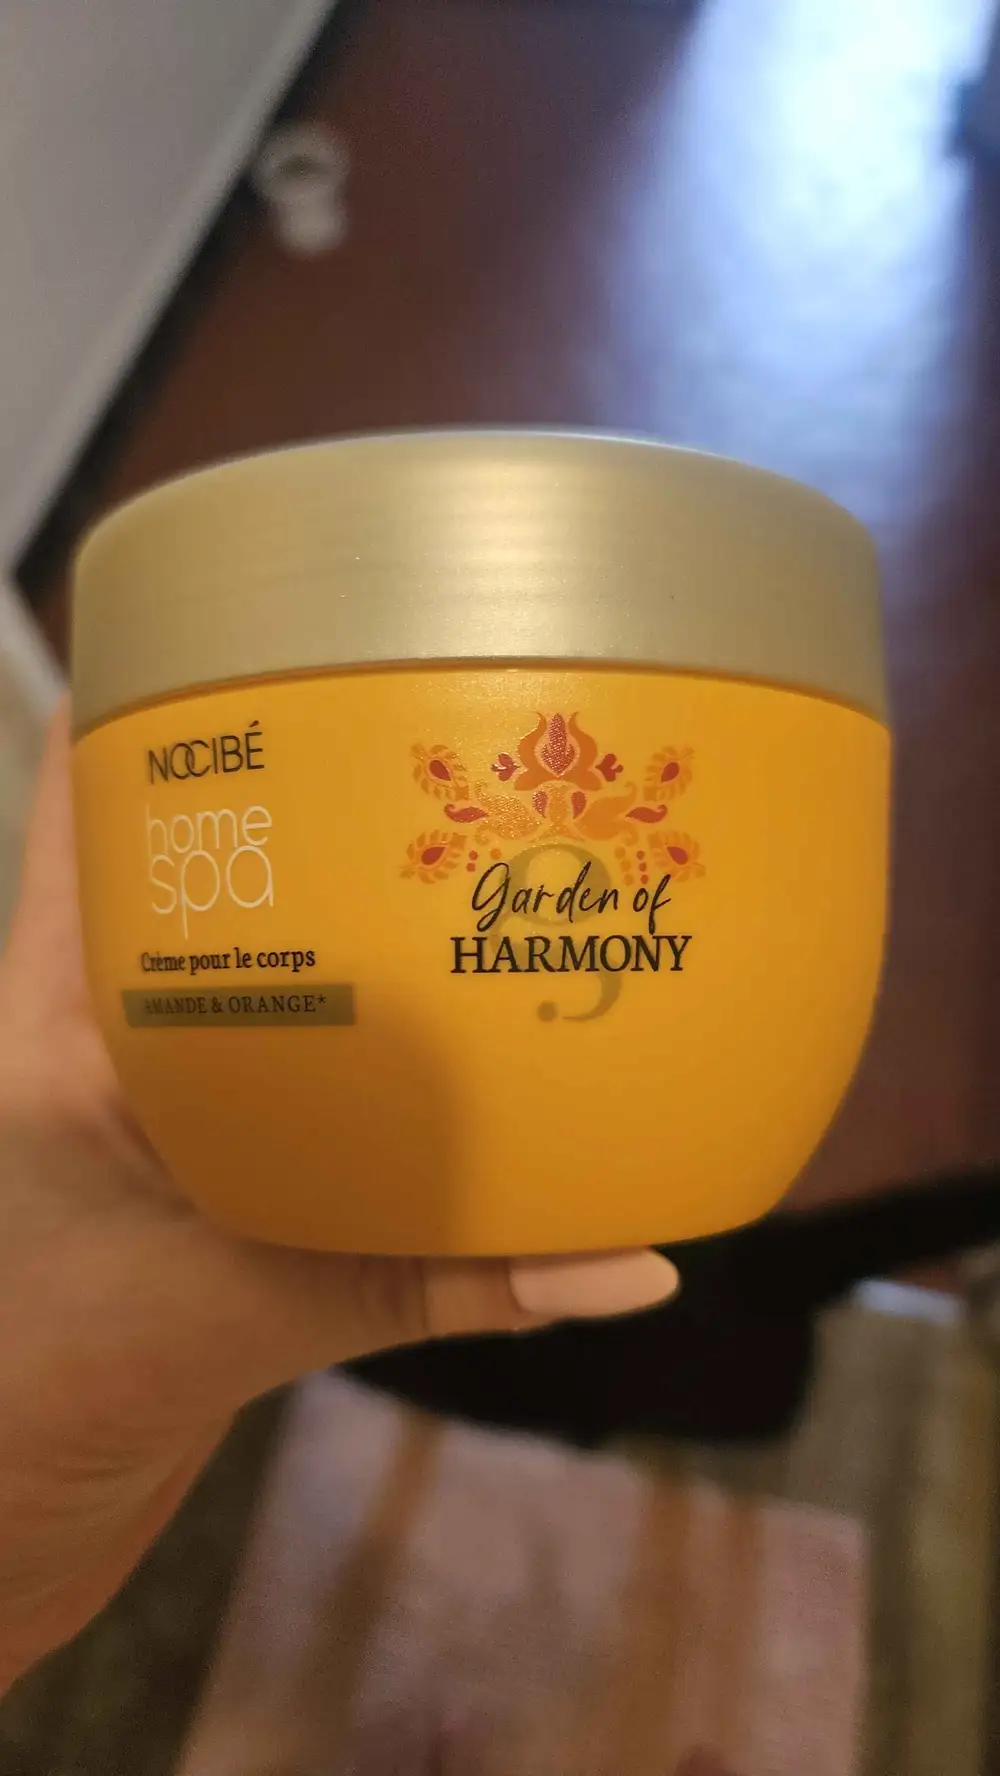 NOCIBÉ
home
spa
Crème pour le corps
AMANDE & ORANGE*
Garden of
HARMONY